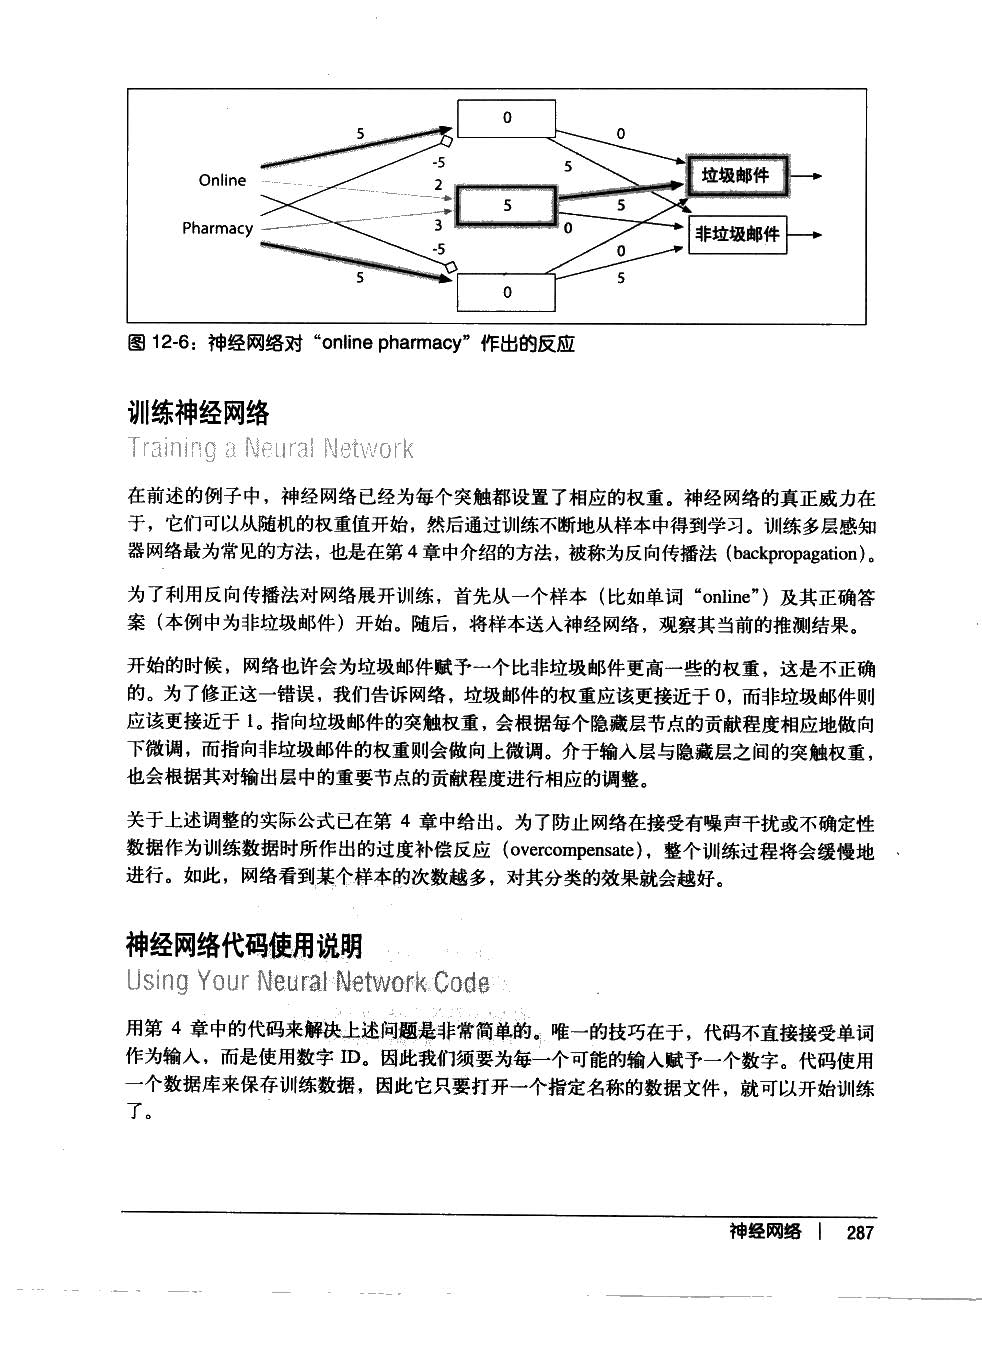 0
5
0
-5
5
Online
2
垃圾邮件
5
5
Pharmacy
3
0
非垃圾邮件
-5
0
5
5
0
图 12-6：神经网络对“online pharmacy”作出的反应
训练神经网络
Training a Neural Network
在前述的例子中，神经网络已经为每个突触都设置了相应的权重。神经网络的真正威力在
于，它们可以从随机的权重值开始，然后通过训练不断地从样本中得到学习。训练多层感知
器网络最为常见的方法，也是在第 4 章中介绍的方法，被称为反向传播法（backpropagation）。
为了利用反向传播法对网络展开训练，首先从一个样本（比如单词“online”）及其正确答
案（本例中为非垃圾邮件）开始。随后，将样本送入神经网络，观察其当前的推测结果。
开始的时候，网络也许会为垃圾邮件赋予一个比非垃圾邮件更高一些的权重，这是不正确
的。为了修正这一错误，我们告诉网络，垃圾邮件的权重应该更接近于 0，而非垃圾邮件则
应该更接近于 1。指向垃圾邮件的突触权重，会根据每个隐藏层节点的贡献程度相应地做向
下微调，而指向非垃圾邮件的权重则会做向上微调。介于输入层与隐藏层之间的突触权重，
也会根据其对输出层中的重要节点的贡献程度进行相应的调整。
关于上述调整的实际公式已在第 4 章中给出。为了防止网络在接受有噪声干扰或不确定性
数据作为训练数据时所作出的过度补偿反应（overcompensate），整个训练过程将会缓慢地
进行。如此，网络看到某个样本的次数越多，对其分类的效果就会越好。
神经网络代码使用说明
Using Your Neural Network Code
用第 4 章中的代码来解决上述问题是非常简单的。唯一的技巧在于，代码不直接接受单词
作为输入，而是使用数字 ID。因此我们须要为每一个可能的输入赋予一个数字。代码使用
一个数据库来保存训练数据，因此它只要打开一个指定名称的数据文件，就可以开始训练
了。
神经网络 | 287